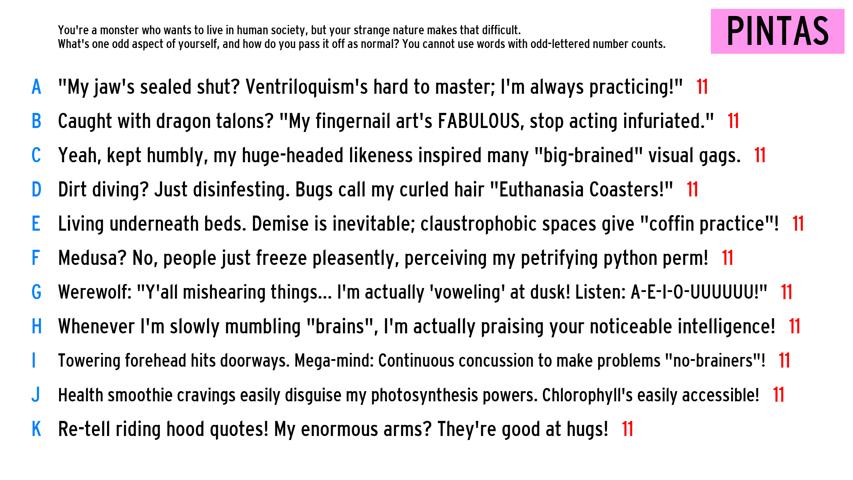 You're a monster who wants to live in human society, but your strange nature makes that difficult.
What's one odd aspect of yourself, and how do you pass it off as normal? You cannot use words with odd-lettered number counts.
PINTAS
A "My jaw's sealed shut? Ventriloquism's hard to master; I'm always practicing!" 11
B Caught with dragon talons? "My fingernail art's FABULOUS, stop acting infuriated." 11
C Yeah, kept humbly, my huge-headed likeness inspired many "big-brained" visual gags. 11
D Dirt diving? Just disinfesting. Bugs call my curled hair "Euthanasia Coasters!" 11
E Living underneath beds. Demise is inevitable; claustrophobic spaces give "coffin practice"! 11
F Medusa? No, people just freeze pleasently, perceiving my petrifying python perm! 11
G Werewolf: "Y'all mishearing things... I'm actually 'voweling' at dusk! Listen: A-E-I-O-UUUUUU!" 11
H Whenever I'm slowly mumbling "brains", I'm actually praising your noticeable intelligence! 11
I Towering forehead hits doorways. Mega-mind: Continuous concussion to make problems "no-brainers"! 11
J Health smoothie cravings easily disguise my photosynthesis powers. Chlorophyll's easily accessible! 11
K Re-tell riding hood quotes! My enormous arms? They're good at hugs! 11